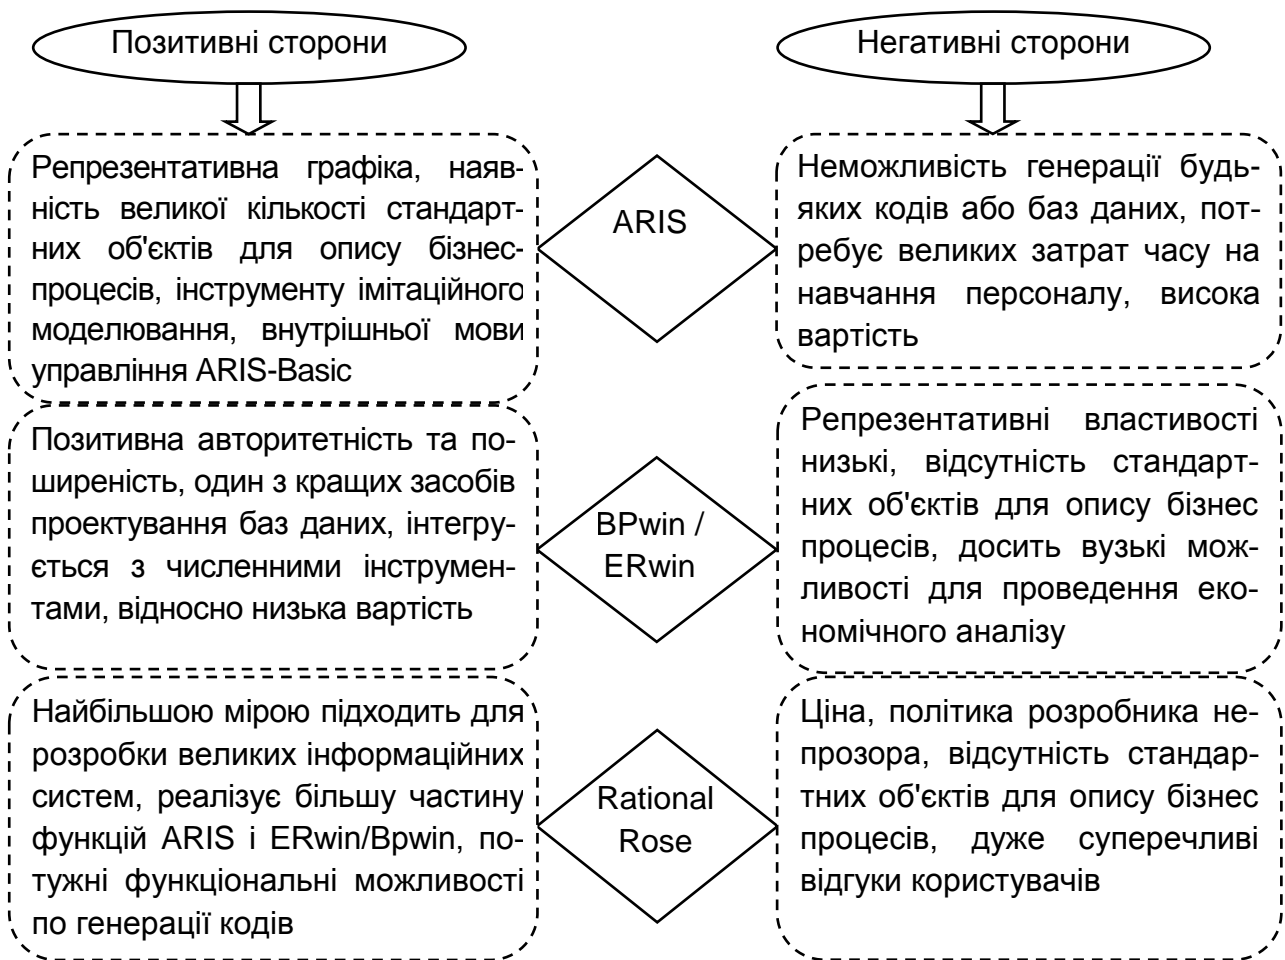 Позитивні сторони
Негативні сторони
Репрезентативна графіка, наяв-
ність великої кількості стандарт-
них об'єктів для опису бізнес-
процесів, інструменту імітаційного
моделювання, внутрішньої мови
управління ARIS-Basic
ARIS
Неможливість генерації будь-
яких кодів або баз даних, пот-
ребує великих затрат часу на
навчання персоналу, висока
вартість
Позитивна авторитетність та по-
ширеність, один з кращих засобів
проектування баз даних, інтегру-
ється з численними інструмен-
тами, відносно низька вартість
BPwin /
ERwin
Репрезентативні властивості
низькі, відсутність стандарт-
них об'єктів для опису бізнес
процесів, досить вузькі мож-
ливості для проведення еко-
номічного аналізу
Найбільшою мірою підходить для
розробки великих інформаційних
систем, реалізує більшу частину
функцій ARIS і ERwin/Bpwin, по-
тужні функціональні можливості
по генерації кодів
Rational
Rose
Ціна, політика розробника не-
прозора, відсутність стандар-
тних об'єктів для опису бізнес
процесів, дуже суперечливі
відгуки користувачів